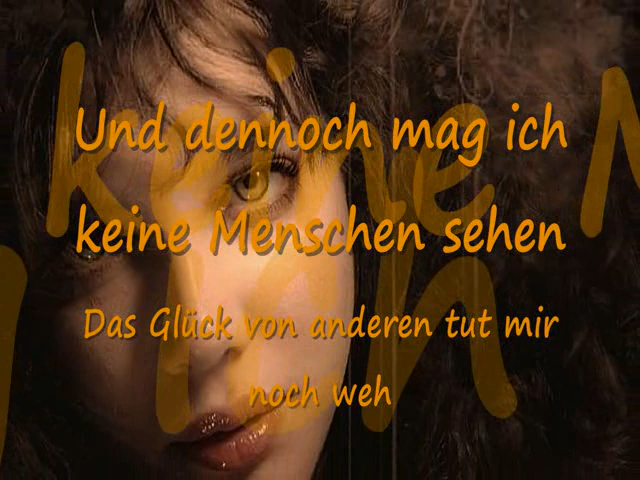 Und dennoch mag ich
keine Menschen sehen
Das Glück von anderen tut mir
noch weh